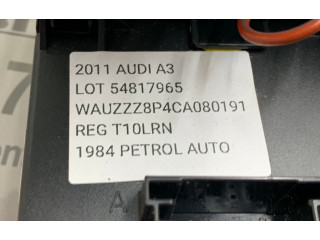 2011 AUDI A3
LOT 54817965
WAUZZZ8P4CA080191
REG T10LRN
1984 PETROL AUTO
A